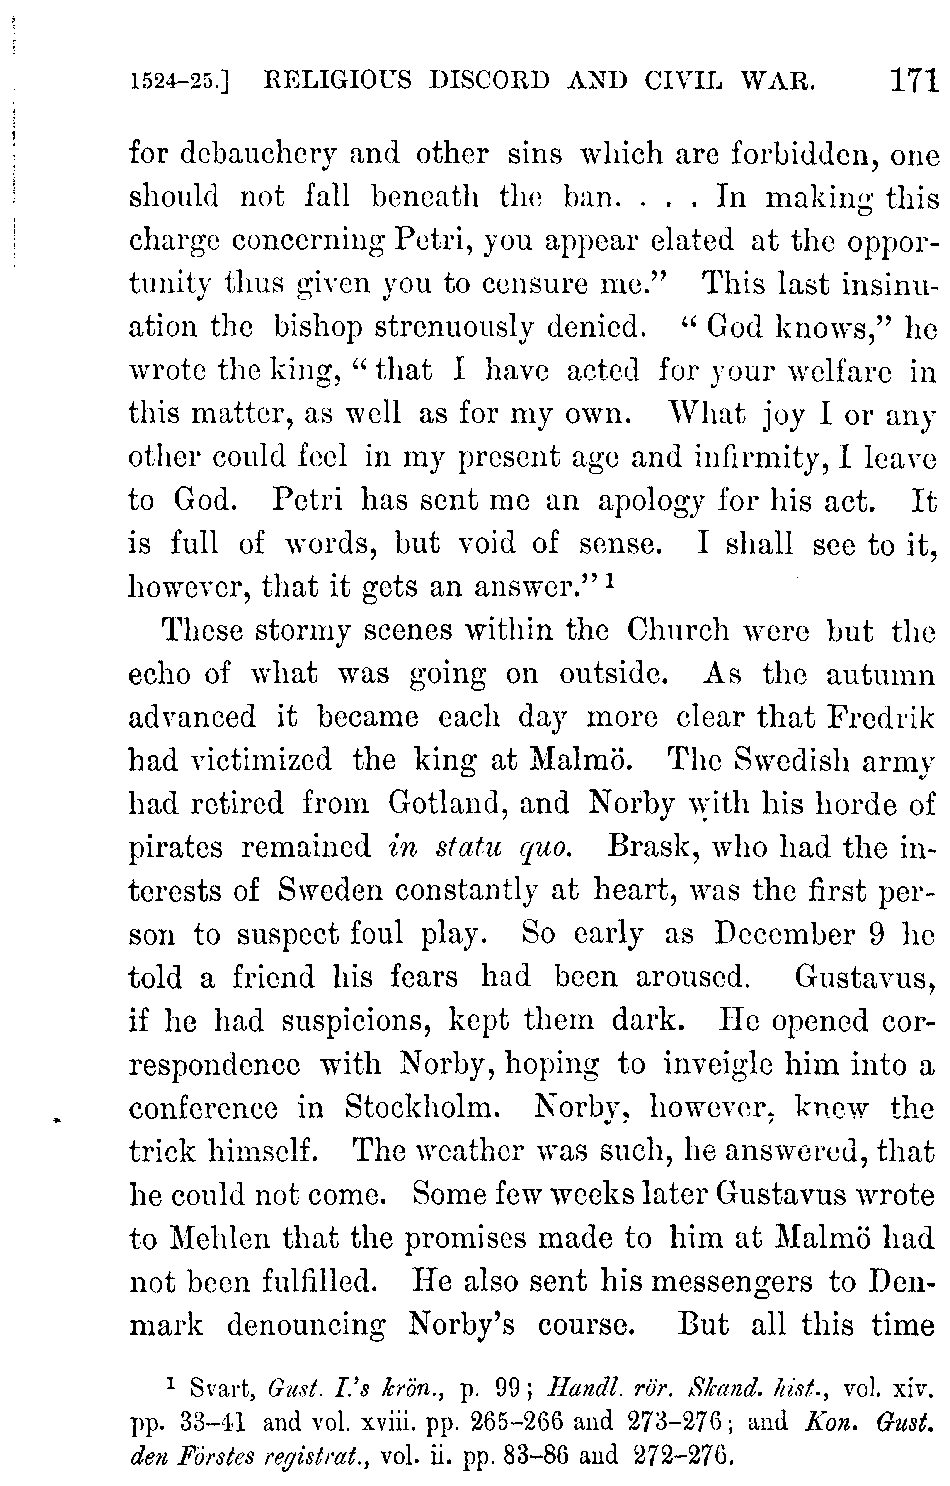 1524–25.] RELIGIOUS DISCORD AND CIVIL WAR. 171
for debauchery and other sins which are forbidden, one
should not fall beneath the ban. . . . In making this
charge concerning Petri, you appear elated at the oppor-
tunity thus given you to censure me.” This last insinu-
ation the bishop strenuously denied. “ God knows,” he
wrote the king, “ that I have acted for your welfare in
this matter, as well as for my own. What joy I or any
other could feel in my present age and infirmity, I leave
to God. Petri has sent me an apology for his act. It
is full of words, but void of sense. I shall see to it,
however, that it gets an answer.” ¹
These stormy scenes within the Church were but the
echo of what was going on outside. As the autumn
advanced it became each day more clear that Fredrik
had victimized the king at Malmö. The Swedish army
had retired from Gotland, and Norby with his horde of
pirates remained in statu quo. Brask, who had the in-
terests of Sweden constantly at heart, was the first per-
son to suspect foul play. So early as December 9 he
told a friend his fears had been aroused. Gustavus,
if he had suspicions, kept them dark. He opened cor-
respondence with Norby, hoping to inveigle him into a
conference in Stockholm. Norby, however, knew the
trick himself. The weather was such, he answered, that
he could not come. Some few weeks later Gustavus wrote
to Mehlen that the promises made to him at Malmö had
not been fulfilled. He also sent his messengers to Den-
mark denouncing Norby’s course. But all this time
¹ Svart, Gust. I.’s krön., p. 99; Handl. rör. Skand. hist., vol. xiv.
pp. 33–41 and vol. xviii. pp. 265–266 and 273–276; and Kon. Gust.
den Förstes registrat., vol. ii. pp. 83–86 and 272–276.